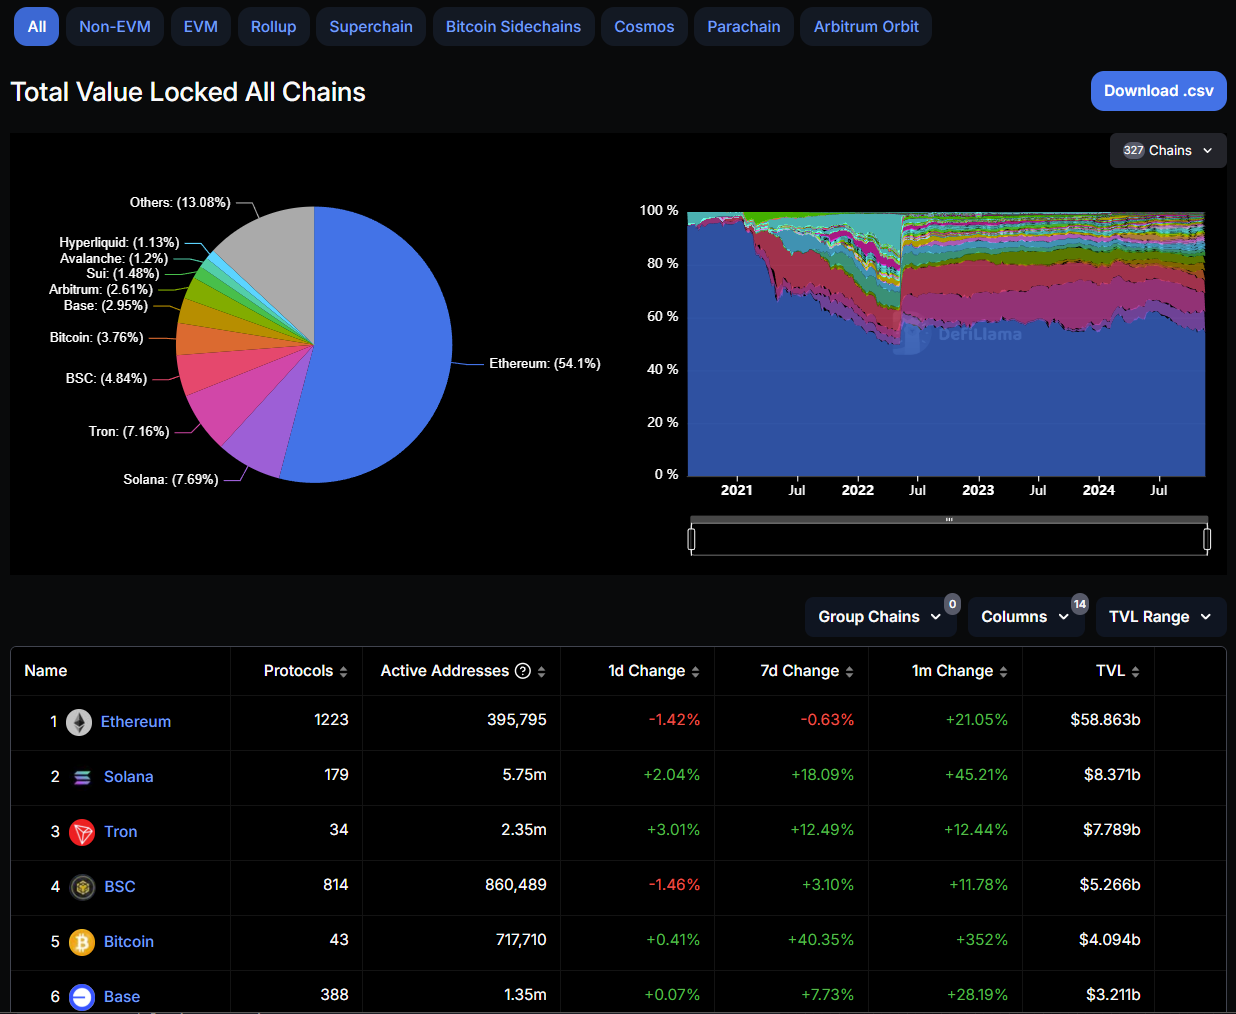 All Non-EVM EVM Rollup Superchain Bitcoin Sidechains Cosmos Parachain Arbitrum Orbit
Total Value Locked All Chains
Download .csv
327 Chains
Others: (13.08%)
Hyperliquid: (1.13%)
Avalanche: (1.2%)
Sui: (1.48%)
Arbitrum: (2.61%)
Base: (2.95%)
Bitcoin: (3.76%)
BSC: (4.84%)
Tron: (7.16%)
Solana: (7.69%)
Ethereum: (54.1%)
100 %
80 %
60 %
40 %
20 %
0 %
DefiLlama
2021 Jul 2022 Jul 2023 Jul 2024 Jul
Group Chains 0 Columns 14 TVL Range
Name Protocols Active Addresses ? 1d Change 7d Change 1m Change TVL
1 Ethereum 1223 395,795 -1.42% -0.63% +21.05% $58.863b
2 Solana 179 5.75m +2.04% +18.09% +45.21% $8.371b
3 Tron 34 2.35m +3.01% +12.49% +12.44% $7.789b
4 BSC 814 860,489 -1.46% +3.10% +11.78% $5.266b
5 Bitcoin 43 717,710 +0.41% +40.35% +352% $4.094b
6 Base 388 1.35m +0.07% +7.73% +28.19% $3.211b